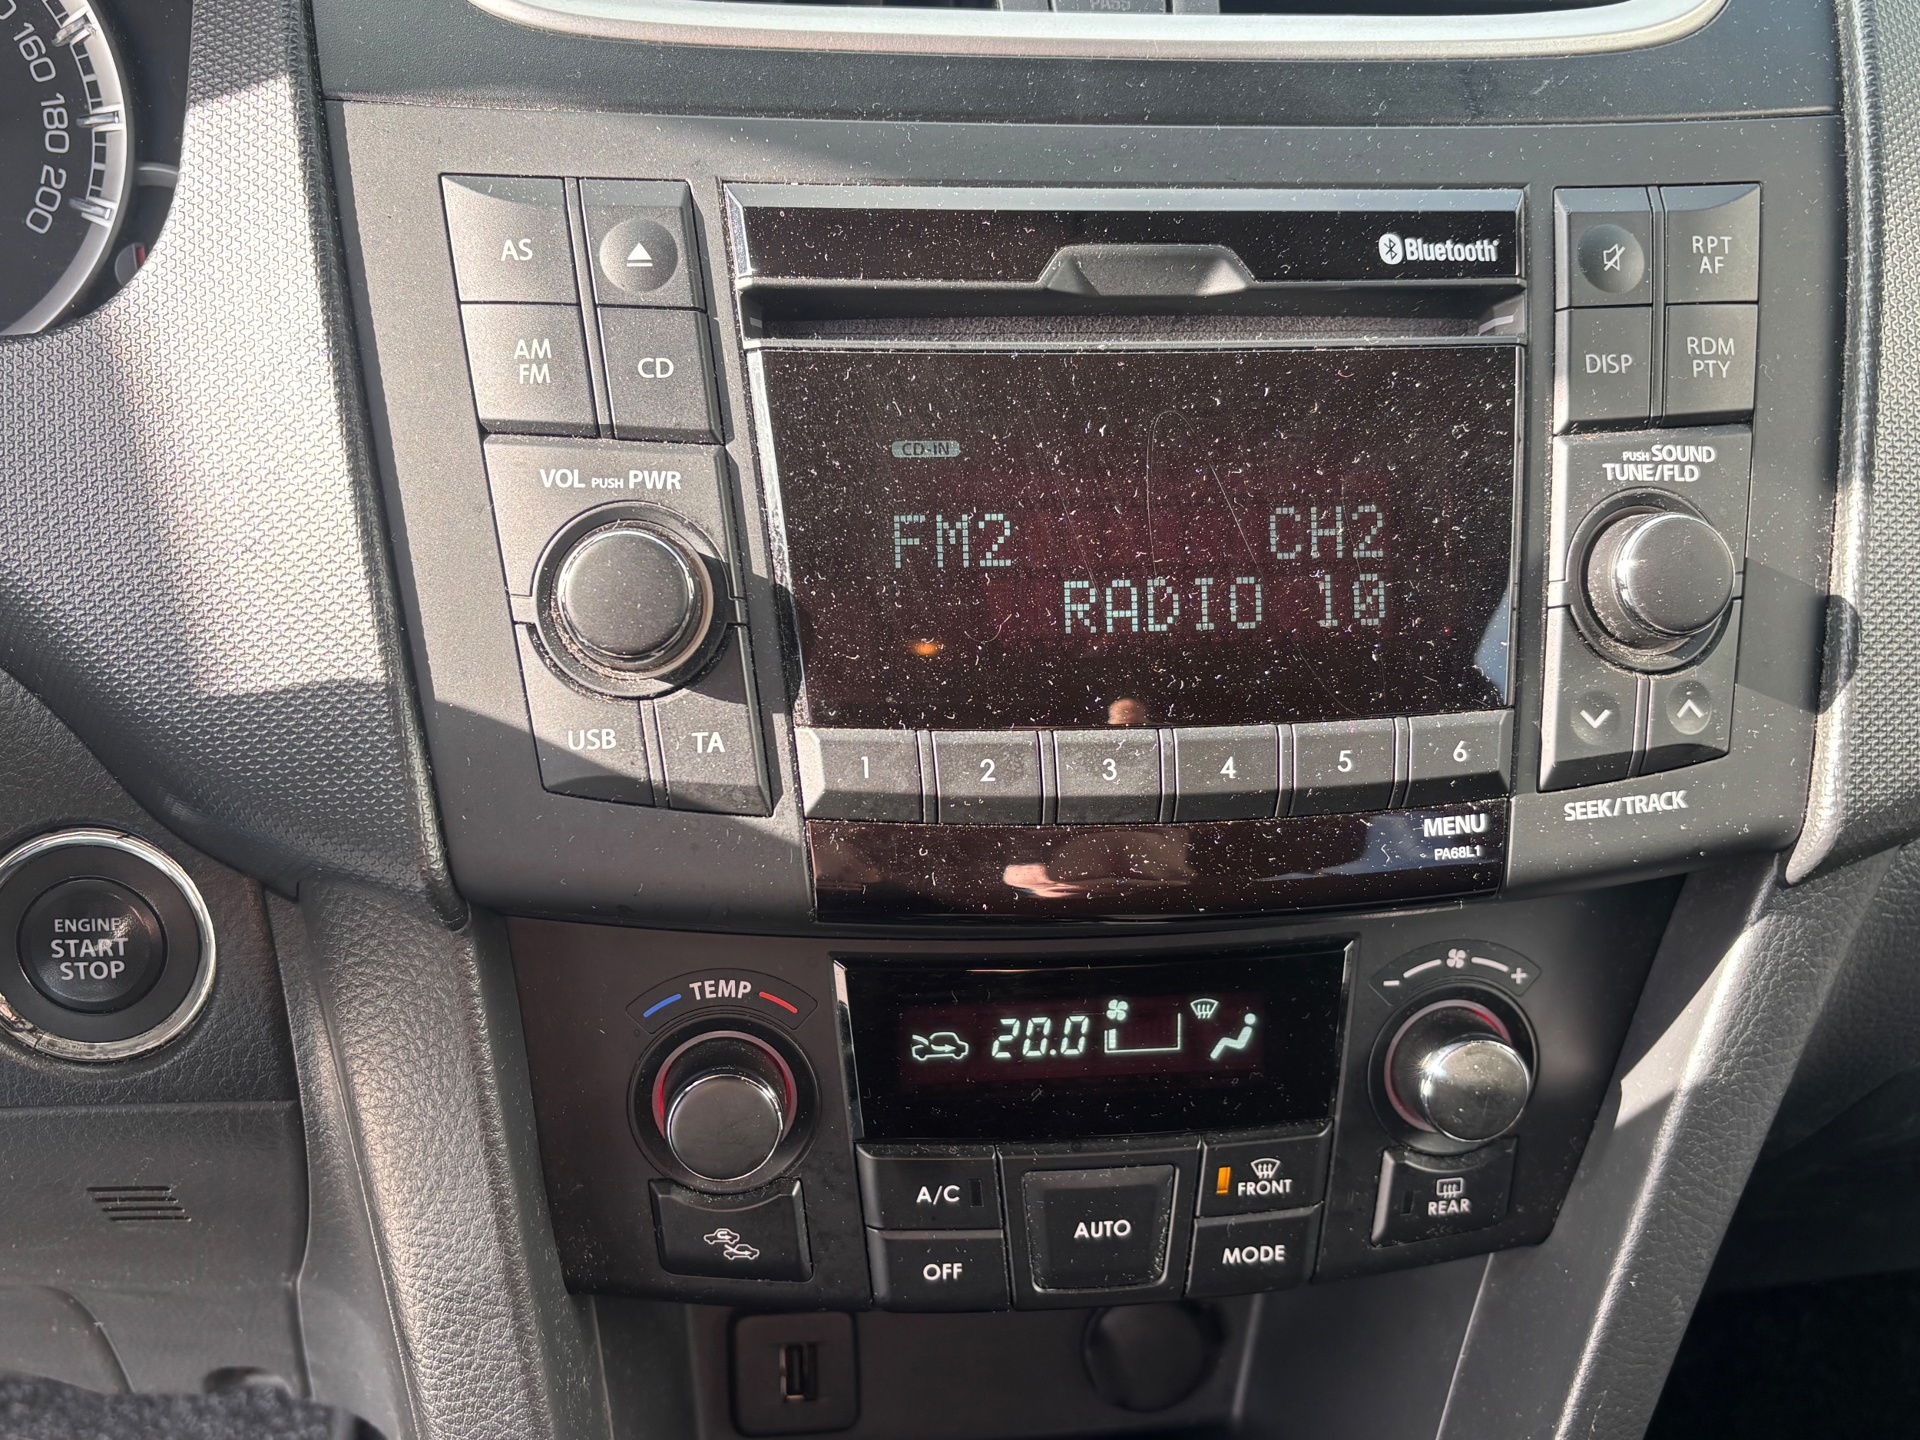 160
180
200
AS
AM
FM
CD
VOL PUSH PWR
USB
TA
Bluetooth
CD-IN
FM2 CH2
RADIO 10
1 2 3 4 5 6
MENU
PA68L1
RPT
AF
DISP
RDM
PTY
PUSH SOUND
TUNE/FLD
SEEK/TRACK
ENGINE
START
STOP
TEMP
20.0
- +
A/C
OFF
AUTO
FRONT
MODE
REAR